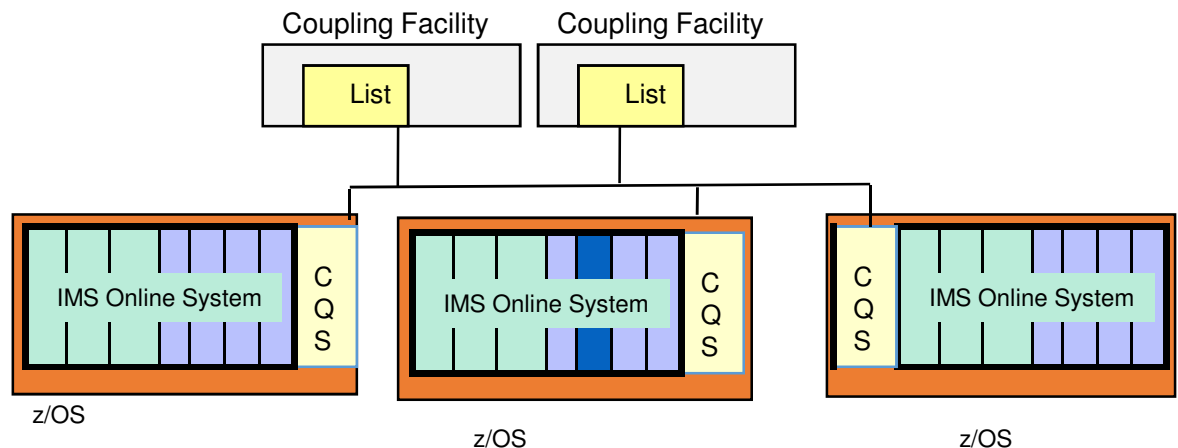 Coupling Facility
Coupling Facility
List
List
IMS Online System
C
Q
S
IMS Online System
C
Q
S
C
Q
S
IMS Online System
z/OS
z/OS
z/OS